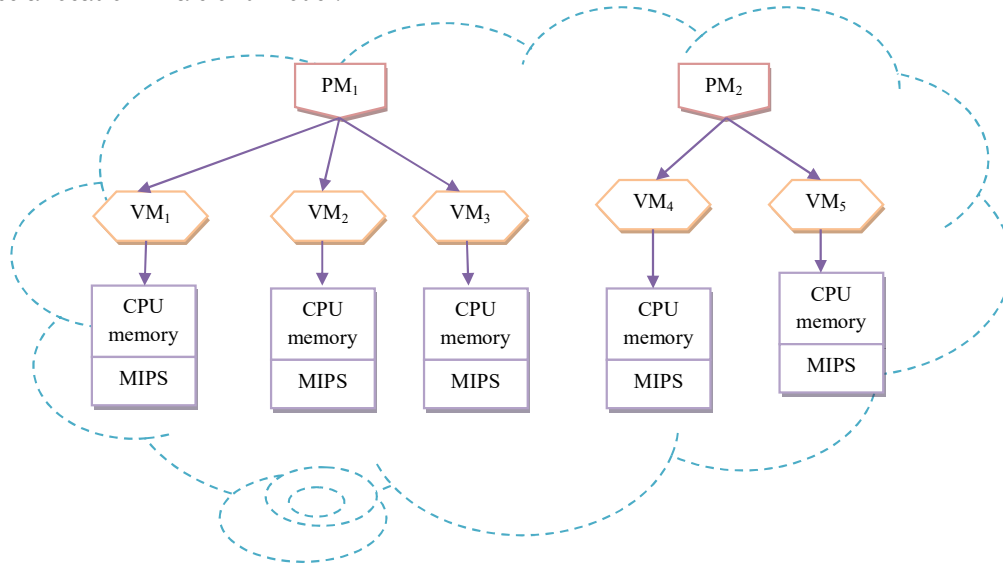 PM₁
PM₂
VM₁
VM₂
VM₃
VM₄
VM₅
CPU
memory
MIPS
CPU
memory
MIPS
CPU
memory
MIPS
CPU
memory
MIPS
CPU
memory
MIPS